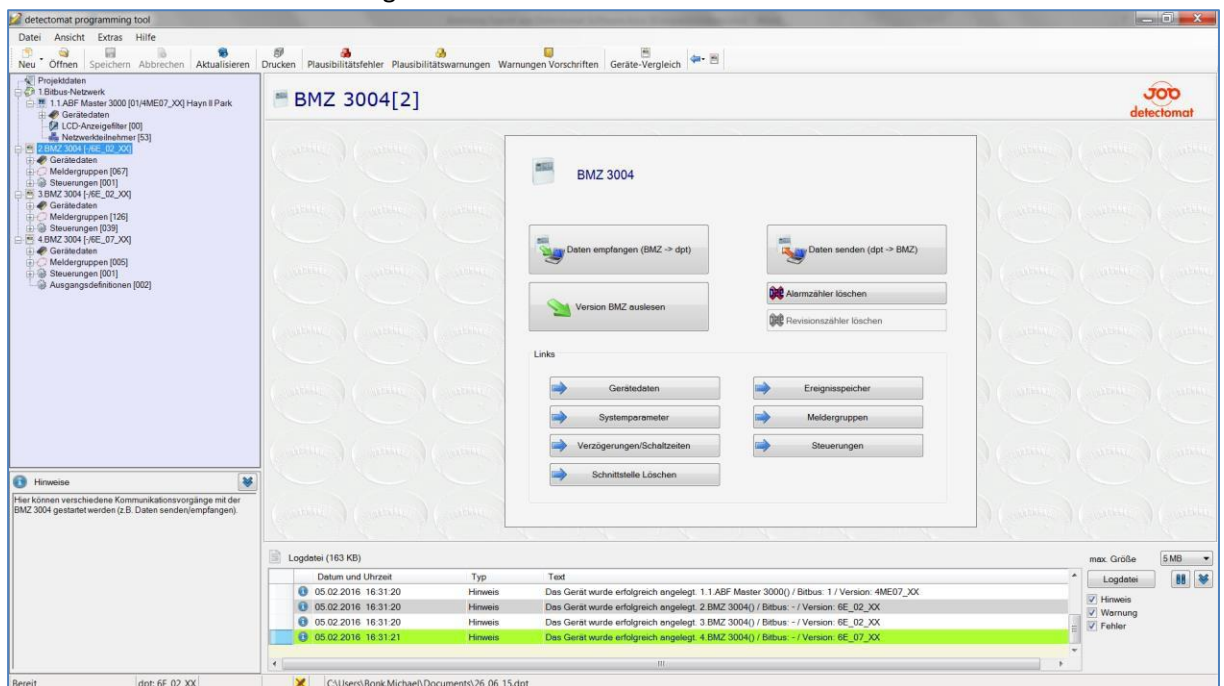 detectomat programming tool
Datei Ansicht Extras Hilfe
Neu Öffnen Speichern Abbrechen Aktualisieren Drucken Plausibilitätsfehler Plausibilitätswarnungen Warnungen Vorschriften Geräte-Vergleich
Projektdaten
1.Bitbus-Netzwerk
1.1.ABF Master 3000 [01/4ME07_XX] Hayn II Park
Gerätedaten
LCD-Anzeigefilter [00]
Netzwerkteilnehmer [53]
2.BMZ 3004 [-/6E_02_XX]
Gerätedaten
Meldergruppen [067]
Steuerungen [001]
3.BMZ 3004 [-/6E_02_XX]
Gerätedaten
Meldergruppen [126]
Steuerungen [039]
4.BMZ 3004 [-/6E_07_XX]
Gerätedaten
Meldergruppen [005]
Steuerungen [001]
Ausgangsdefinitionen [002]
Hinweise
Hier können verschiedene Kommunikationsvorgänge mit der
BMZ 3004 gestartet werden (z.B. Daten senden/empfangen).
BMZ 3004[2]
JOB
detectomat
BMZ 3004
Daten empfangen (BMZ -> dpt)
Daten senden (dpt -> BMZ)
Alarmzähler löschen
Version BMZ auslesen
Revisionszähler löschen
Links
Gerätedaten
Ereignisspeicher
Systemparameter
Meldergruppen
Verzögerungen/Schaltzeiten
Steuerungen
Schnittstelle Löschen
Logdatei (163 KB)
max. Größe 5 MB
Datum und Uhrzeit Typ Text
05.02.2016 16:31:20 Hinweis Das Gerät wurde erfolgreich angelegt. 1.1.ABF Master 3000() / Bitbus: 1 / Version: 4ME07_XX
05.02.2016 16:31:20 Hinweis Das Gerät wurde erfolgreich angelegt. 2.BMZ 3004() / Bitbus: - / Version: 6E_02_XX
05.02.2016 16:31:20 Hinweis Das Gerät wurde erfolgreich angelegt. 3.BMZ 3004() / Bitbus: - / Version: 6E_02_XX
05.02.2016 16:31:21 Hinweis Das Gerät wurde erfolgreich angelegt. 4.BMZ 3004() / Bitbus: - / Version: 6E_07_XX
Logdatei
Hinweis
Warnung
Fehler
Bereit dpt: 6E_02_XX C:\Users\Bonk.Michael\Documents\26_06_15.dpt